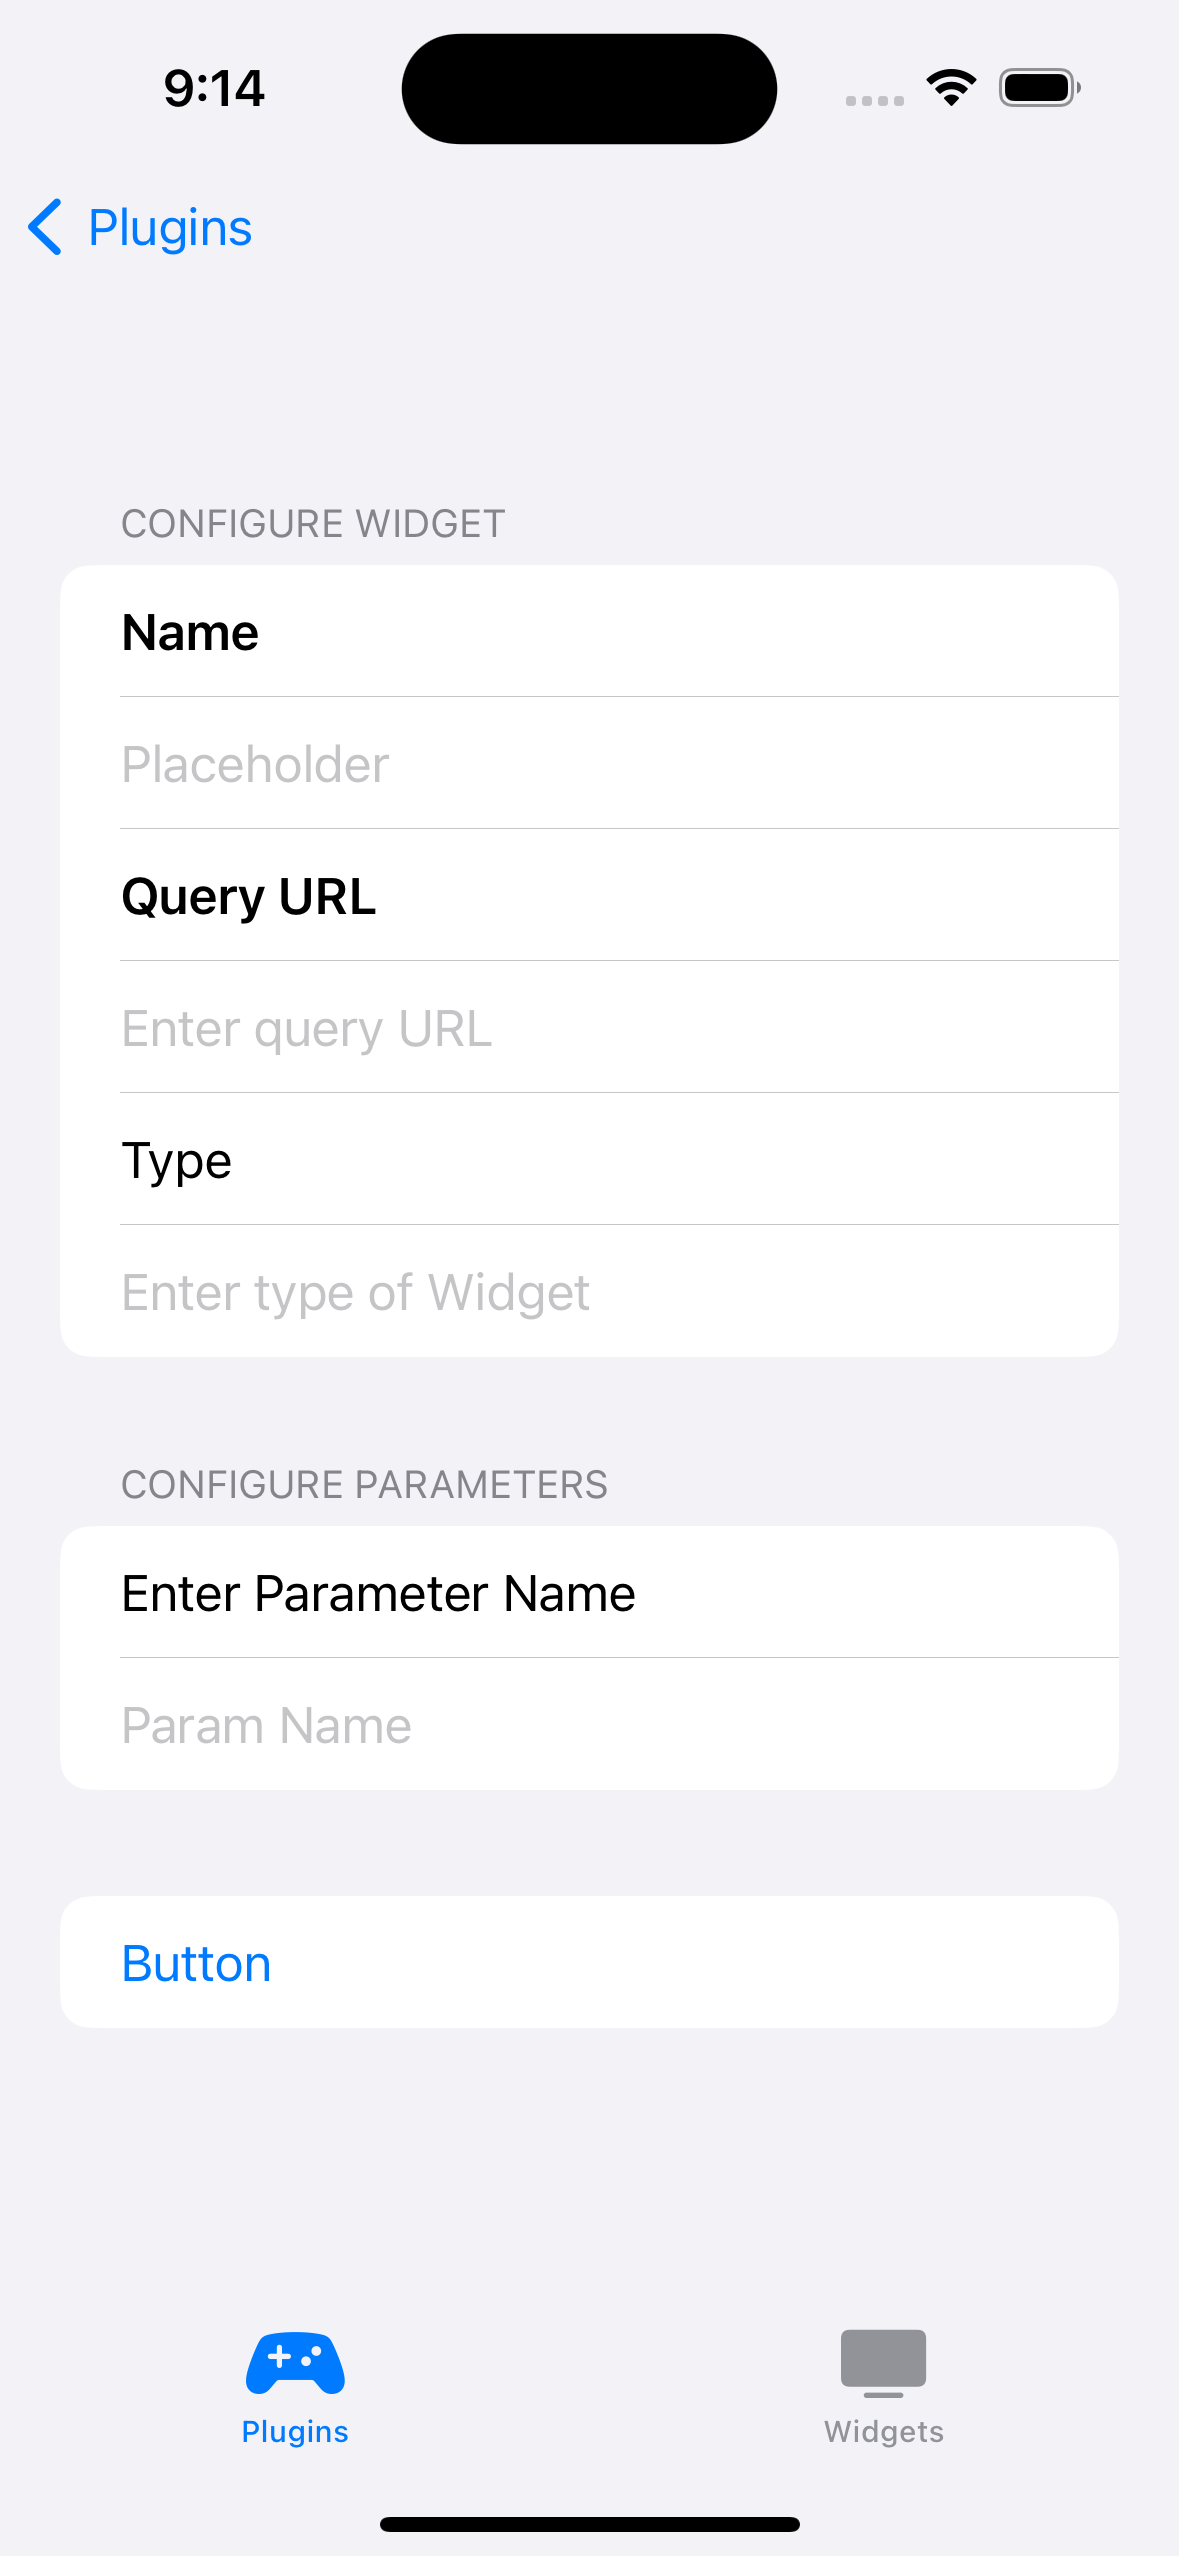 9:14
Plugins
CONFIGURE WIDGET
Name
Placeholder
Query URL
Enter query URL
Type
Enter type of Widget
CONFIGURE PARAMETERS
Enter Parameter Name
Param Name
Button
Plugins
Widgets